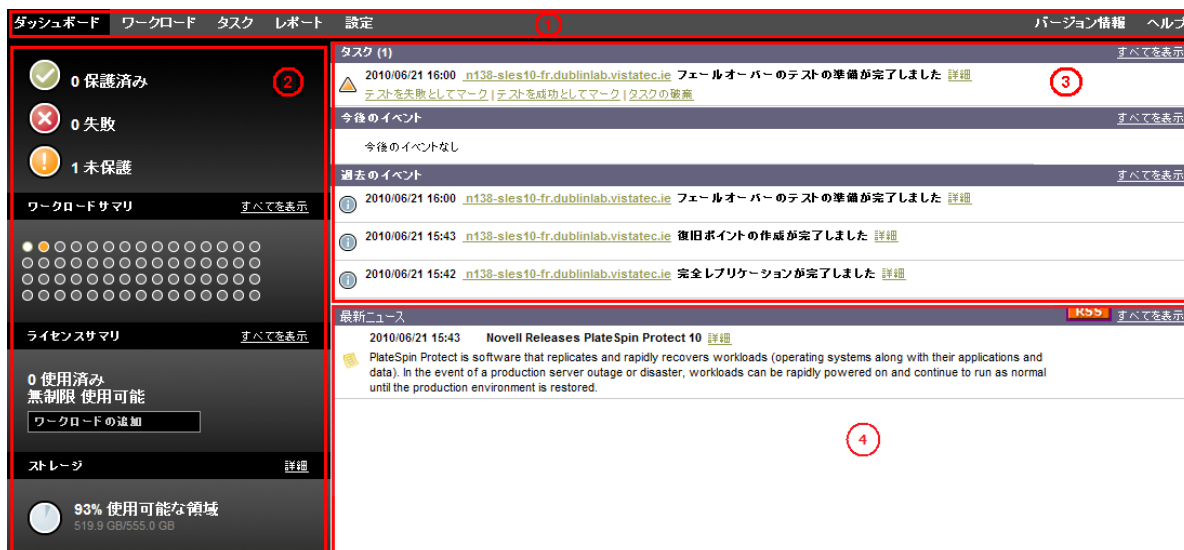 ダッシュボード ワークロード タスク レポート 設定 1 バージョン情報 ヘルプ
2
0 保護済み
0 失敗
1 未保護
ワークロードサマリ すべてを表示
ライセンスサマリ すべてを表示
0 使用済み
無制限 使用可能
ワークロードの追加
ストレージ 詳細
93% 使用可能な領域
519.9 GB/555.0 GB
タスク (1) すべてを表示
2010/06/21 16:00 n138-sles10-fr.dublinlab.vistatec.ie フェールオーバーのテストの準備が完了しました 詳細
3
テストを失敗としてマーク | テストを成功としてマーク | タスクの破棄
今後のイベント すべてを表示
今後のイベントなし
過去のイベント すべてを表示
2010/06/21 16:00 n138-sles10-fr.dublinlab.vistatec.ie フェールオーバーのテストの準備が完了しました 詳細
2010/06/21 15:43 n138-sles10-fr.dublinlab.vistatec.ie 復旧ポイントの作成が完了しました 詳細
2010/06/21 15:42 n138-sles10-fr.dublinlab.vistatec.ie 完全レプリケーションが完了しました 詳細
最新ニュース RSS すべてを表示
2010/06/21 15:43 Novell Releases PlateSpin Protect 10 詳細
PlateSpin Protect is software that replicates and rapidly recovers workloads (operating systems along with their applications and
data). In the event of a production server outage or disaster, workloads can be rapidly powered on and continue to run as normal
until the production environment is restored.
4